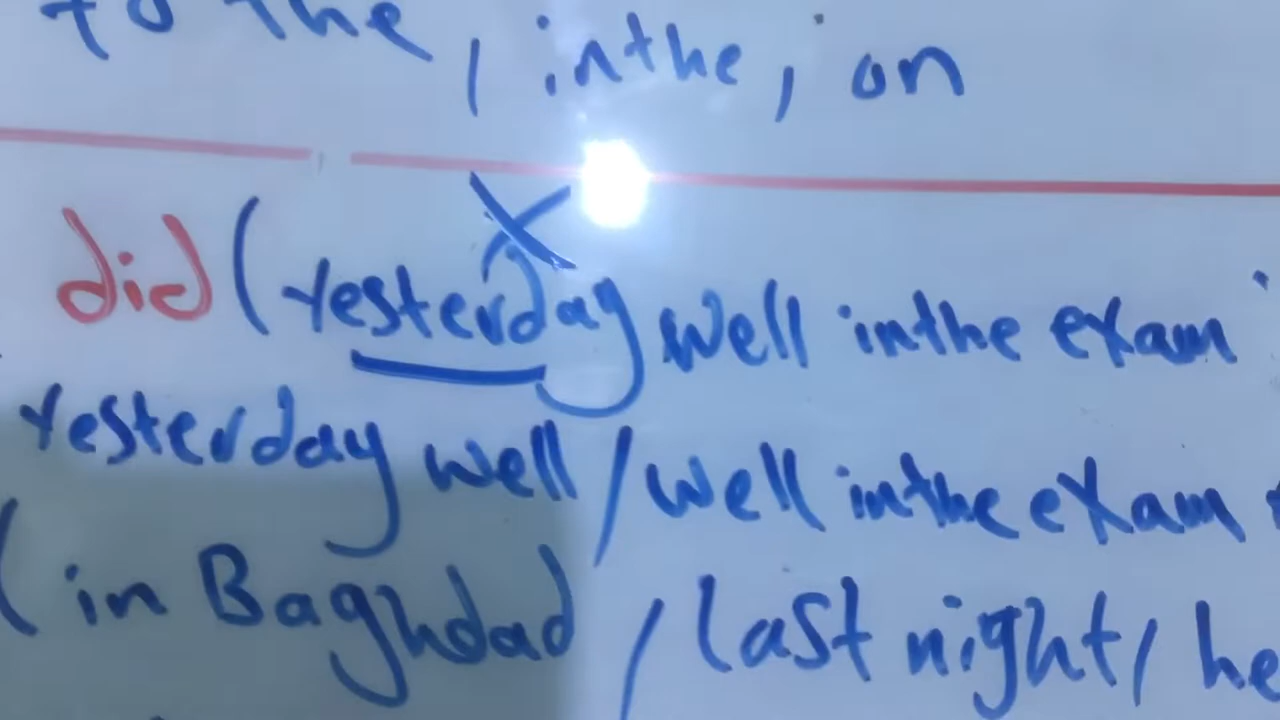 to the, in the, on
did (Yesterday well in the exam
Yesterday well / well in the exam
(in Baghdad / last night / he